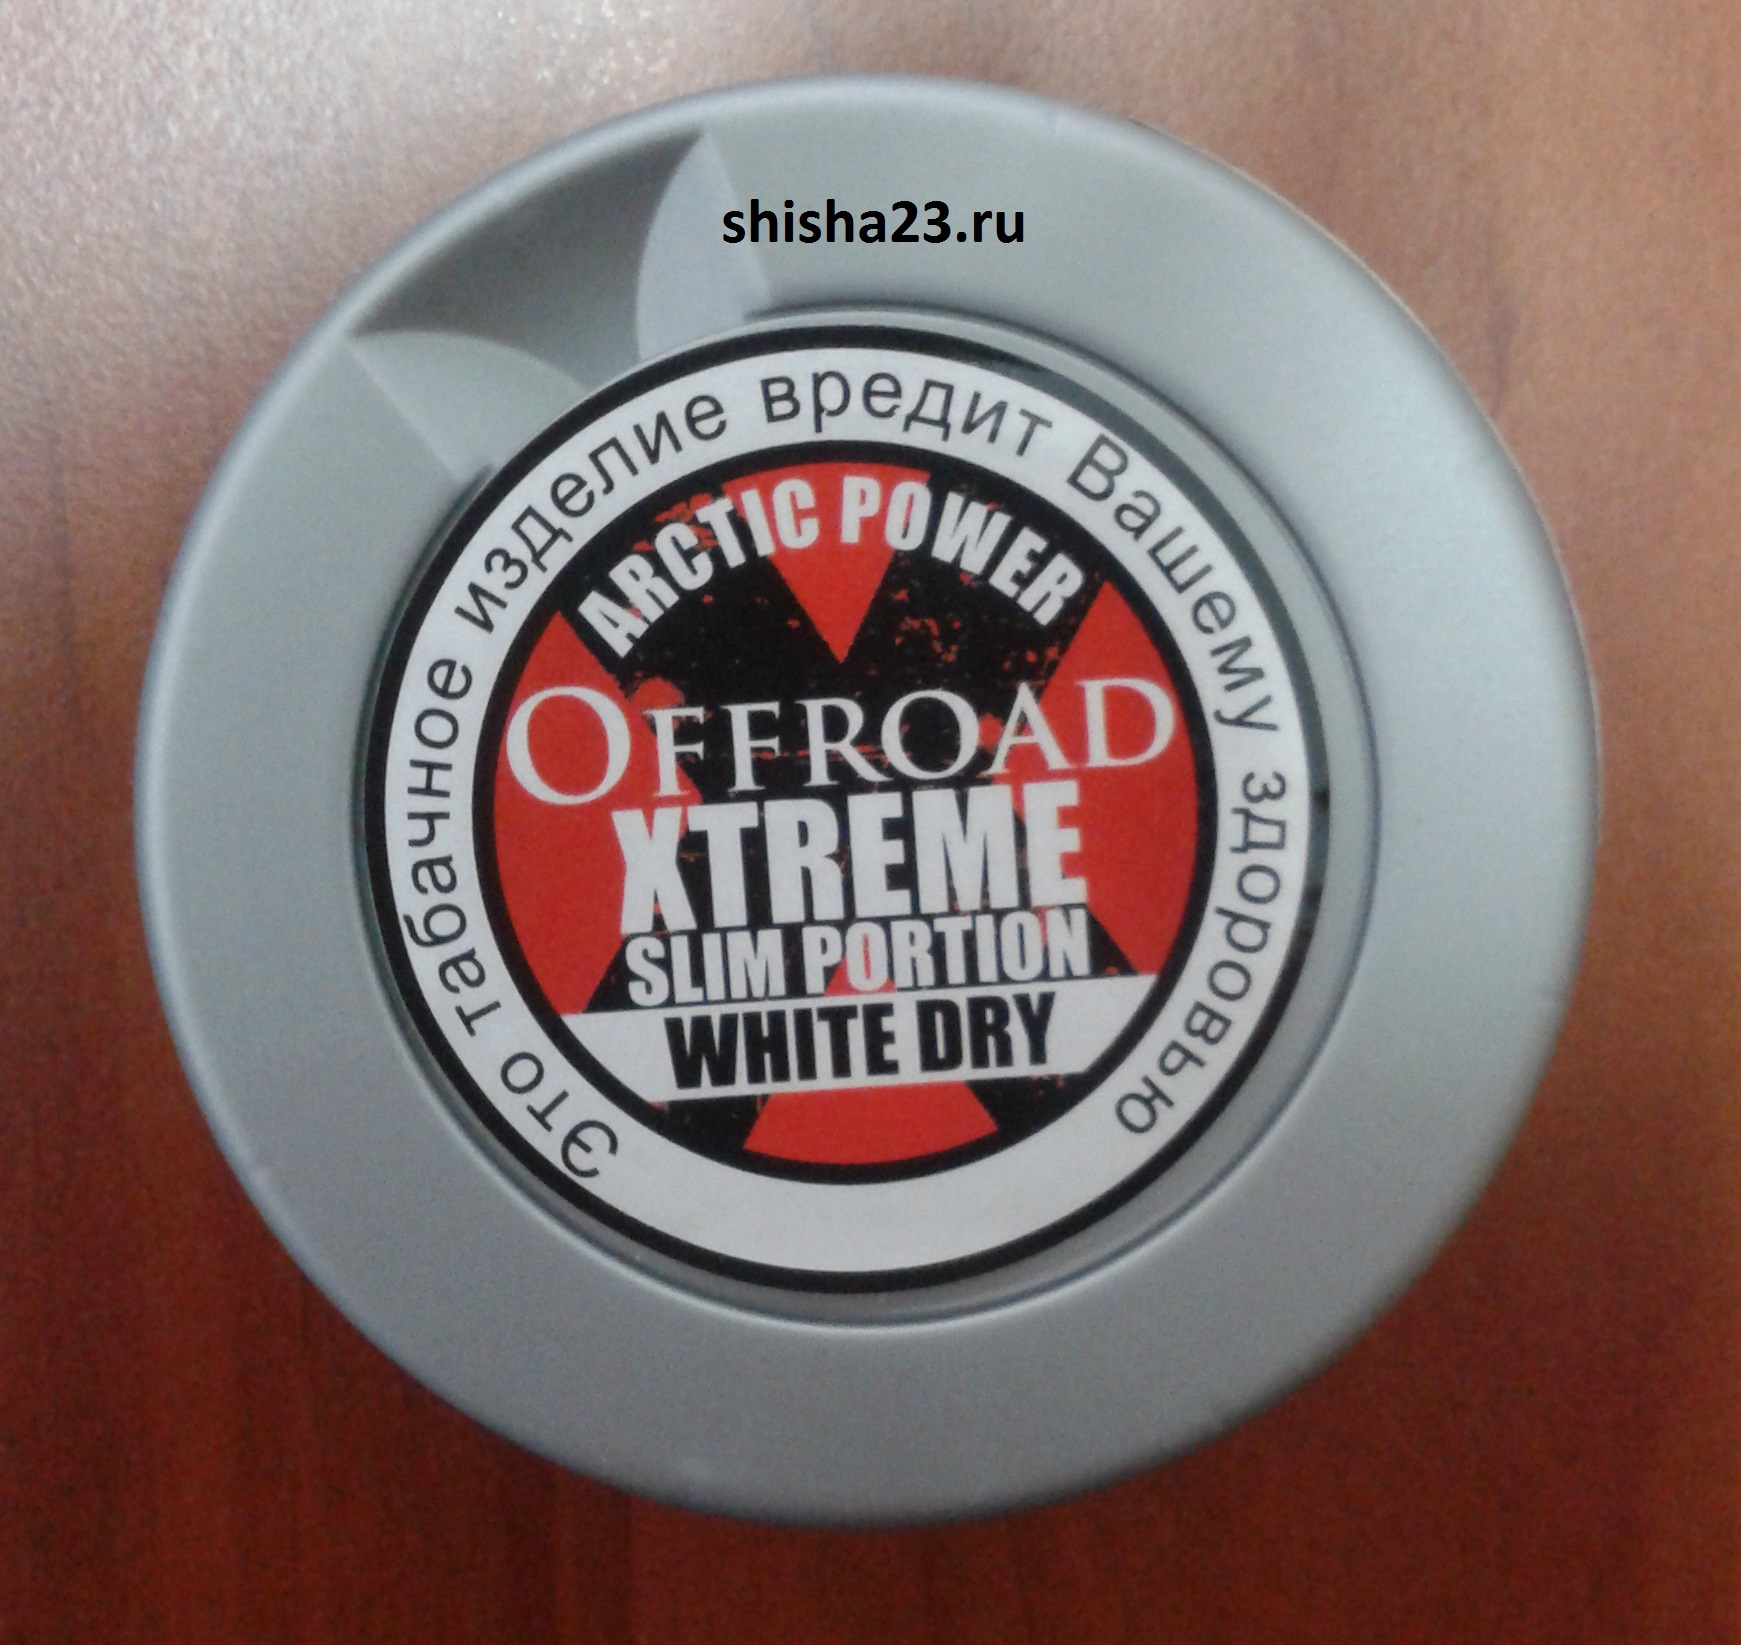 shisha23.ru
Это табачное изделие вредит Вашему здоровью
ARCTIC POWER
OFFROAD
XTREME
SLIM PORTION
WHITE DRY